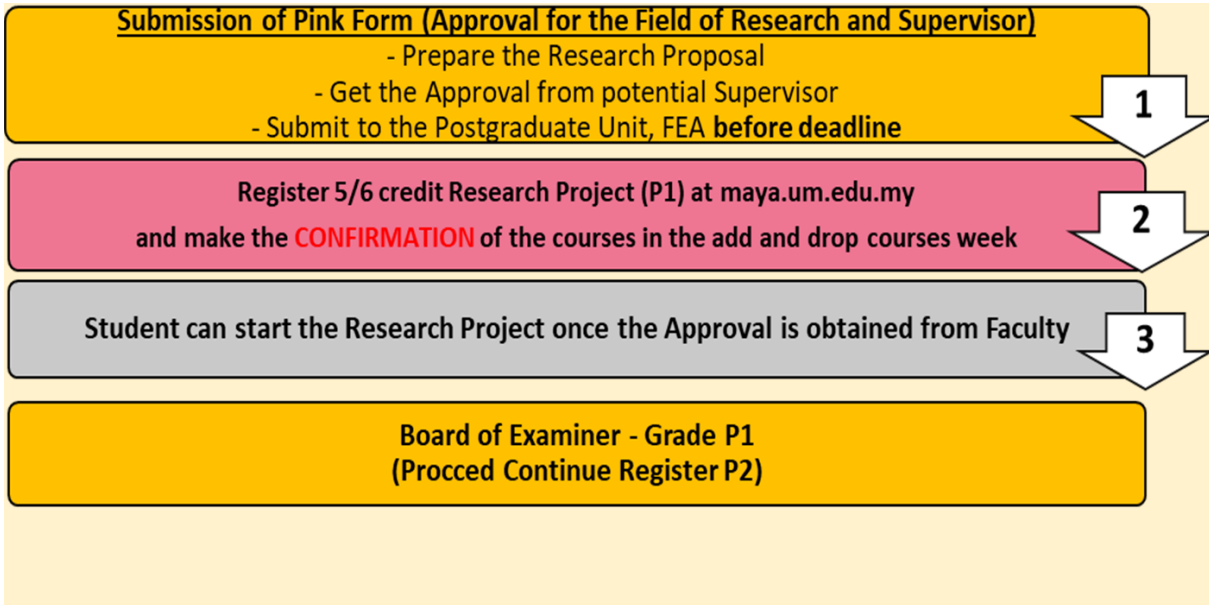 Submission of Pink Form (Approval for the Field of Research and Supervisor)
- Prepare the Research Proposal
- Get the Approval from potential Supervisor
- Submit to the Postgraduate Unit, FEA before deadline
1
Register 5/6 credit Research Project (P1) at maya.um.edu.my
and make the CONFIRMATION of the courses in the add and drop courses week
2
Student can start the Research Project once the Approval is obtained from Faculty
3
Board of Examiner - Grade P1
(Procced Continue Register P2)